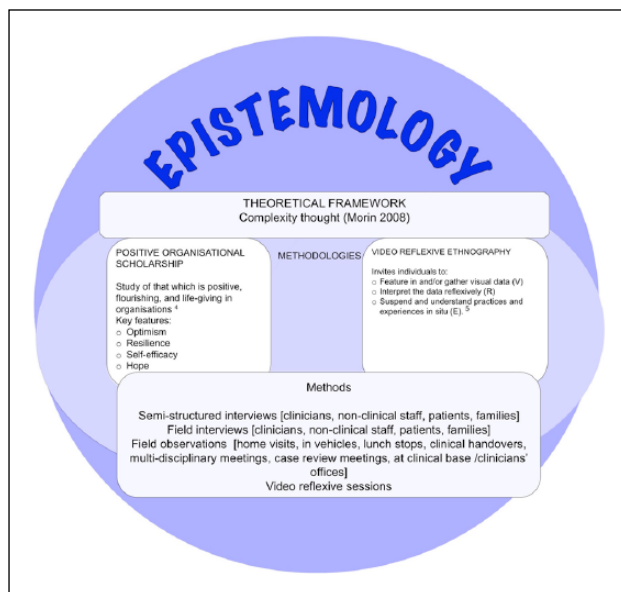 EPISTEMOLOGY
THEORETICAL FRAMEWORK
Complexity thought (Morin 2008)
METHODOLOGIES
POSITIVE ORGANISATIONAL
SCHOLARSHIP
Study of that which is positive,
flourishing, and life-giving in
organisations 4
Key features:
o Optimism
o Resilience
o Self-efficacy
o Hope
VIDEO REFLEXIVE ETHNOGRAPHY
Invites individuals to:
o Feature in and/or gather visual data (V)
o Interpret the data reflexively (R)
o Suspend and understand practices and
experiences in situ (E). 5
Methods
Semi-structured interviews [clinicians, non-clinical staff, patients, families]
Field interviews [clinicians, non-clinical staff, patients, families]
Field observations [home visits, in vehicles, lunch stops, clinical handovers,
multi-disciplinary meetings, case review meetings, at clinical base /clinicians'
offices]
Video reflexive sessions